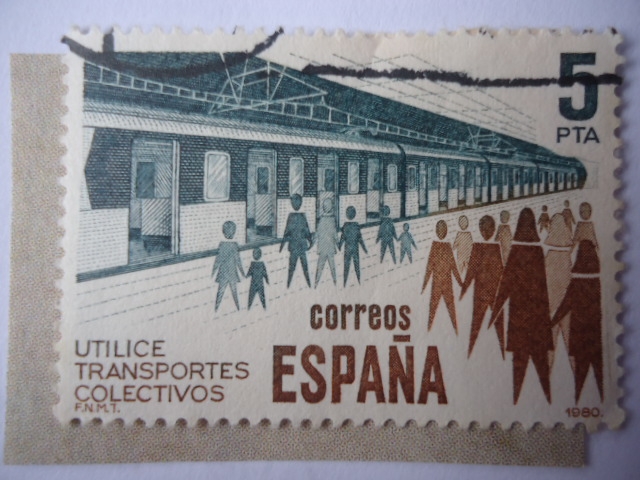 5
PTA
correos
ESPAÑA
UTILICE
TRANSPORTES
COLECTIVOS
F.N.M.T.
1980.